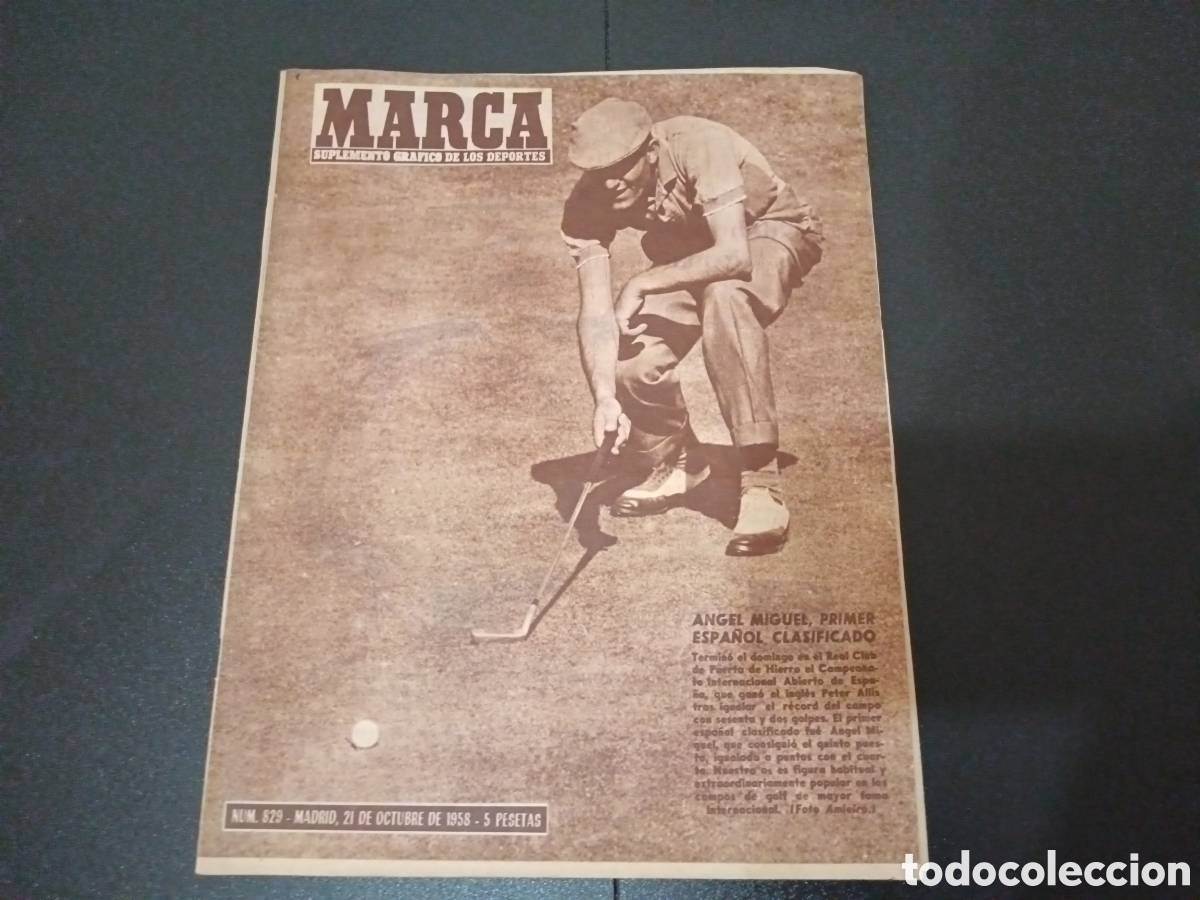 MARCA
SUPLEMENTO GRAFICO DE LOS DEPORTES
ANGEL MIGUEL, PRIMER
ESPAÑOL CLASIFICADO
Terminó el domingo en el Real Club
de Puerta de Hierro el Campeona-
to Internacional Abierto de Espa-
ña, que ganó el inglés Peter Allis
tras igualar el récord del campo
con sesenta y dos golpes. El primer
español clasificado fué Angel Mi-
guel, que consiguió el quinto pues-
to, igualado a puntos con el cuar-
to. Nuestro as es figura habitual y
extraordinariamente popular en los
campos de golf de mayor fama
internacional. (Foto Amieiro.)
NUM. 829 - MADRID, 21 DE OCTUBRE DE 1958 - 5 PESETAS
todocoleccion